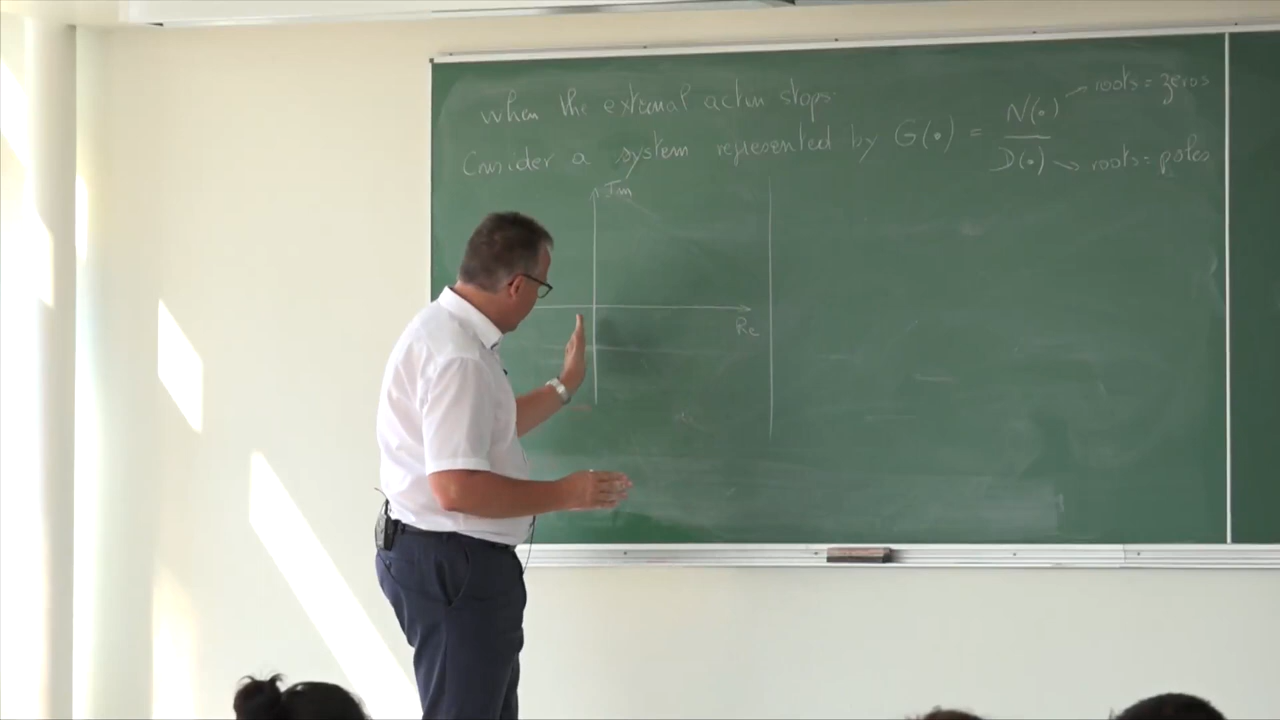 when the external action stops.
Consider a system represented by G(•) = N(•) / D(•)
roots = zeros
roots = poles
Im
Re